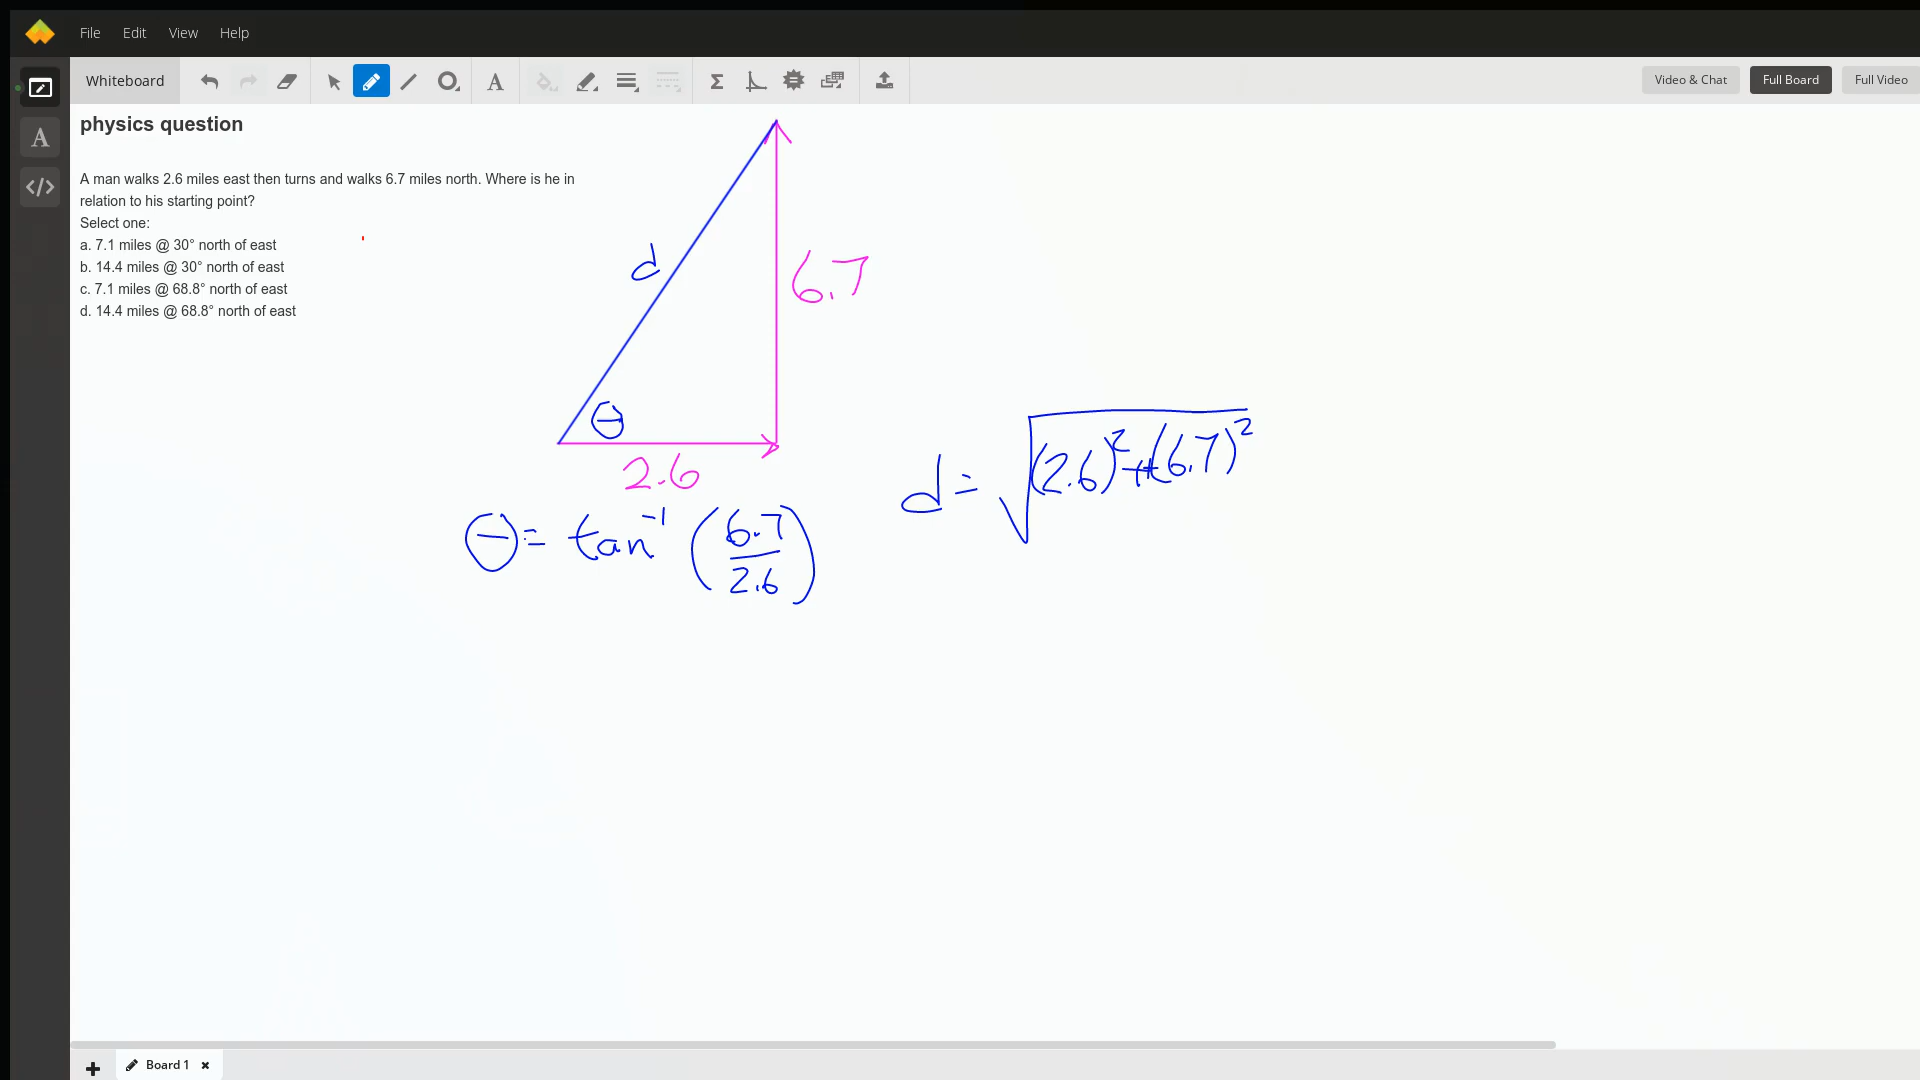 File Edit View Help
Whiteboard A Σ Video & Chat Full Board Full Video
A
</>
physics question
A man walks 2.6 miles east then turns and walks 6.7 miles north. Where is he in
relation to his starting point?
Select one:
a. 7.1 miles @ 30° north of east
b. 14.4 miles @ 30° north of east
c. 7.1 miles @ 68.8° north of east
d. 14.4 miles @ 68.8° north of east
d
6.7
θ
2.6
d = √(2.6)²+(6.7)²
θ = tan⁻¹ (6.7/2.6)
Board 1